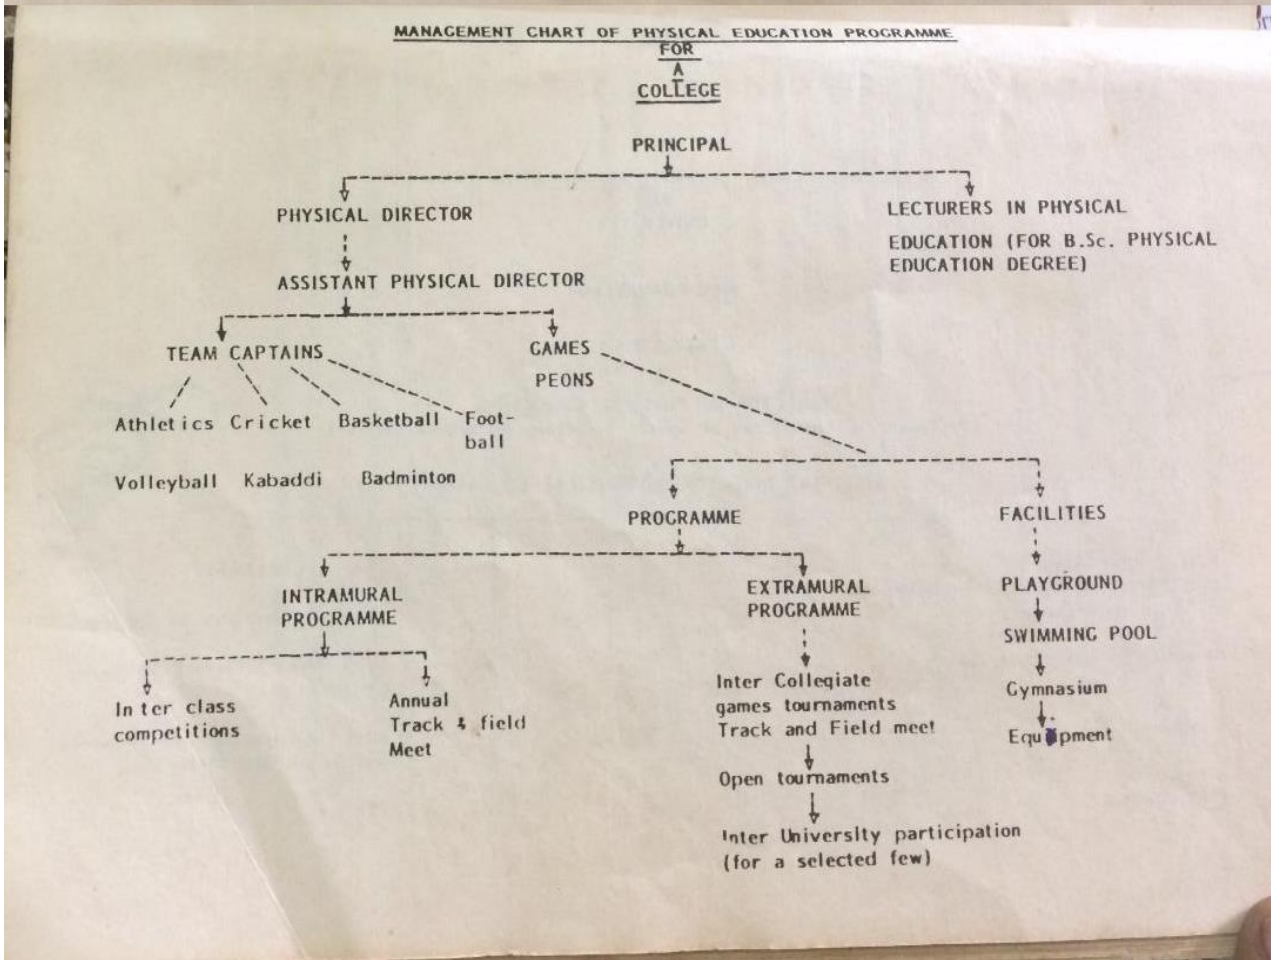 MANAGEMENT CHART OF PHYSICAL EDUCATION PROGRAMME
FOR
A
COLLEGE
PRINCIPAL
PHYSICAL DIRECTOR
LECTURERS IN PHYSICAL
EDUCATION (FOR B.Sc. PHYSICAL
EDUCATION DEGREE)
ASSISTANT PHYSICAL DIRECTOR
TEAM CAPTAINS
GAMES
PEONS
Athletics Cricket Basketball Foot-
ball
Volleyball Kabaddi Badminton
PROGRAMME
FACILITIES
INTRAMURAL
PROGRAMME
EXTRAMURAL
PROGRAMME
PLAYGROUND
SWIMMING POOL
Gymnasium
Equipment
Inter class
competitions
Annual
Track & field
Meet
Inter Collegiate
games tournaments
Track and Field meet
Open tournaments
Inter University participation
(for a selected few)